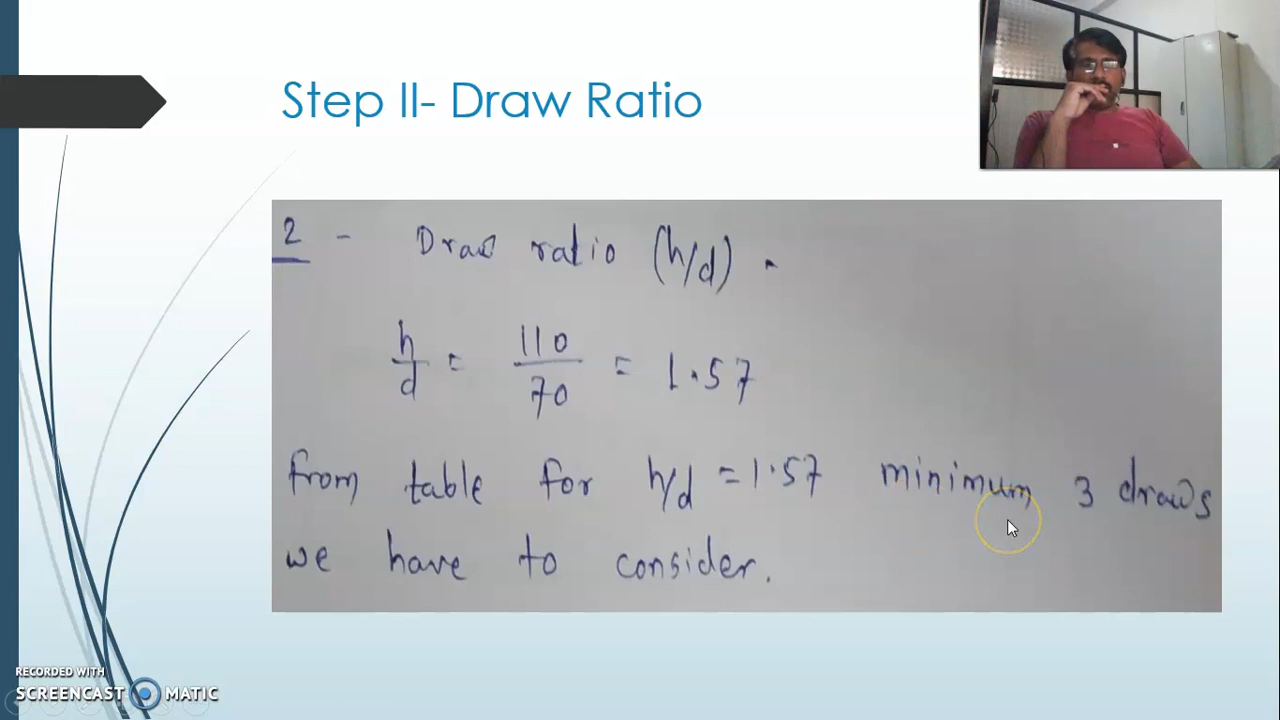 Step II- Draw Ratio
2 - Draw ratio (h/d) -
h/d = 110/70 = 1.57
From table for h/d = 1.57 minimum 3 draws
we have to consider.
RECORDED WITH
SCREENCAST MATIC